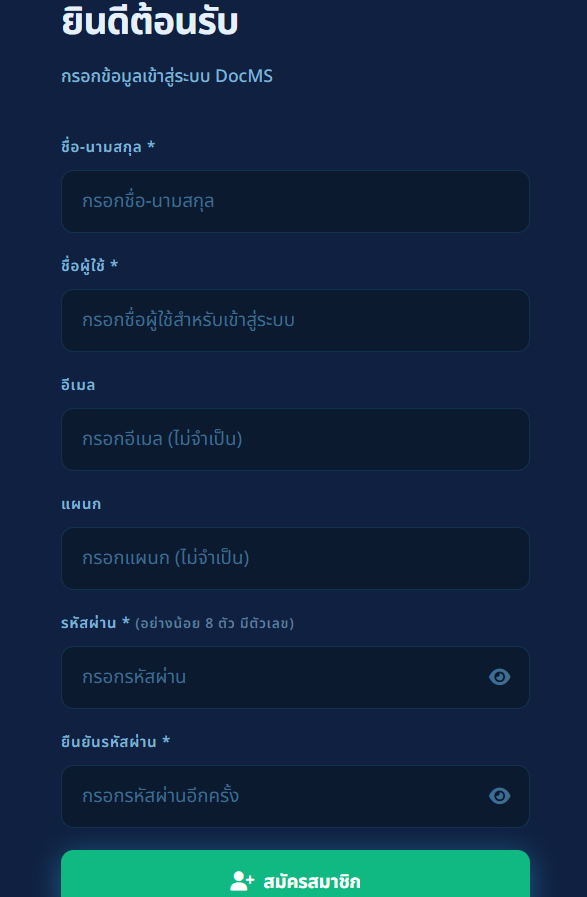 ยินดีต้อนรับ
กรอกข้อมูลเข้าสู่ระบบ DocMS
ชื่อ-นามสกุล *
กรอกชื่อ-นามสกุล
ชื่อผู้ใช้ *
กรอกชื่อผู้ใช้สำหรับเข้าสู่ระบบ
อีเมล
กรอกอีเมล (ไม่จำเป็น)
แผนก
กรอกแผนก (ไม่จำเป็น)
รหัสผ่าน * (อย่างน้อย 8 ตัว มีตัวเลข)
กรอกรหัสผ่าน
ยืนยันรหัสผ่าน *
กรอกรหัสผ่านอีกครั้ง
สมัครสมาชิก